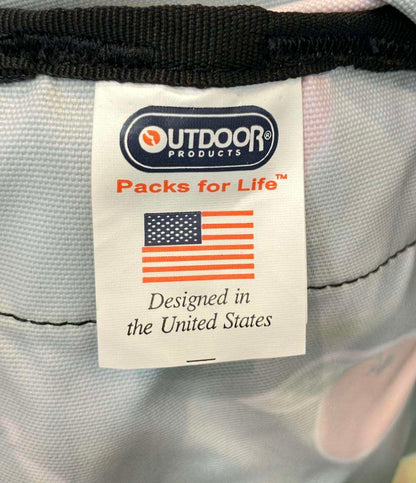 OUTDOOR
PRODUCTS
Packs for Life™
Designed in
the United States